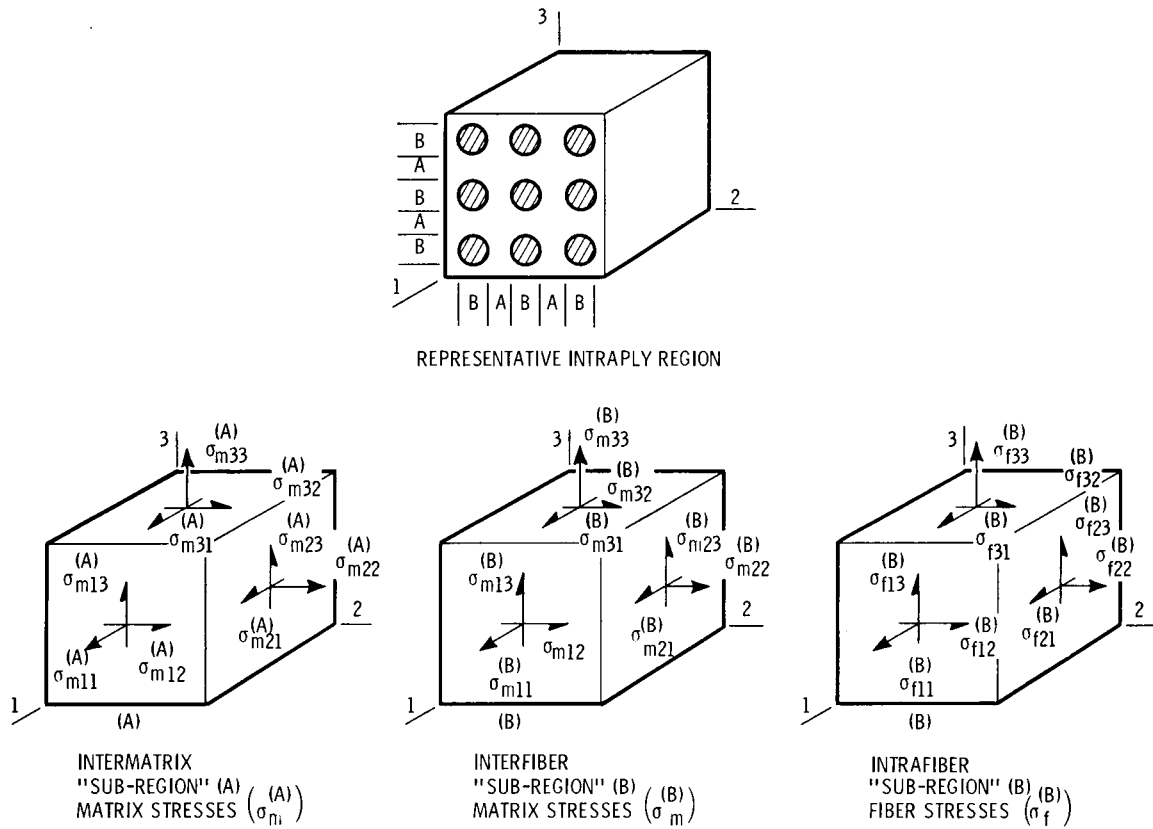 3
B
A
B
A
B
2
1
B A B A B
REPRESENTATIVE INTRAPLY REGION
3
(A)
σm33
(A)
σm32
(A)
σm31
(A)
σm23
(A)
σm22
(A)
σm13
2
(A)
σm21
(A)
σm12
(A)
σm11
1
(A)
INTERMATRIX
"SUB-REGION" (A)
MATRIX STRESSES (σm(A))
3
(B)
σm33
(B)
σm32
(B)
σm31
(B)
σm23
(B)
σm22
(B)
σm13
2
(B)
σm21
σm12
(B)
σm11
1
(B)
INTERFIBER
"SUB-REGION" (B)
MATRIX STRESSES (σm(B))
3
(B)
σf33
(B)
σf32
(B)
σf31
(B)
σf23
(B)
σf22
(B)
σf13
2
(B)
σf21
(B)
σf12
(B)
σf11
1
(B)
INTRAFIBER
"SUB-REGION" (B)
FIBER STRESSES (σf(B))